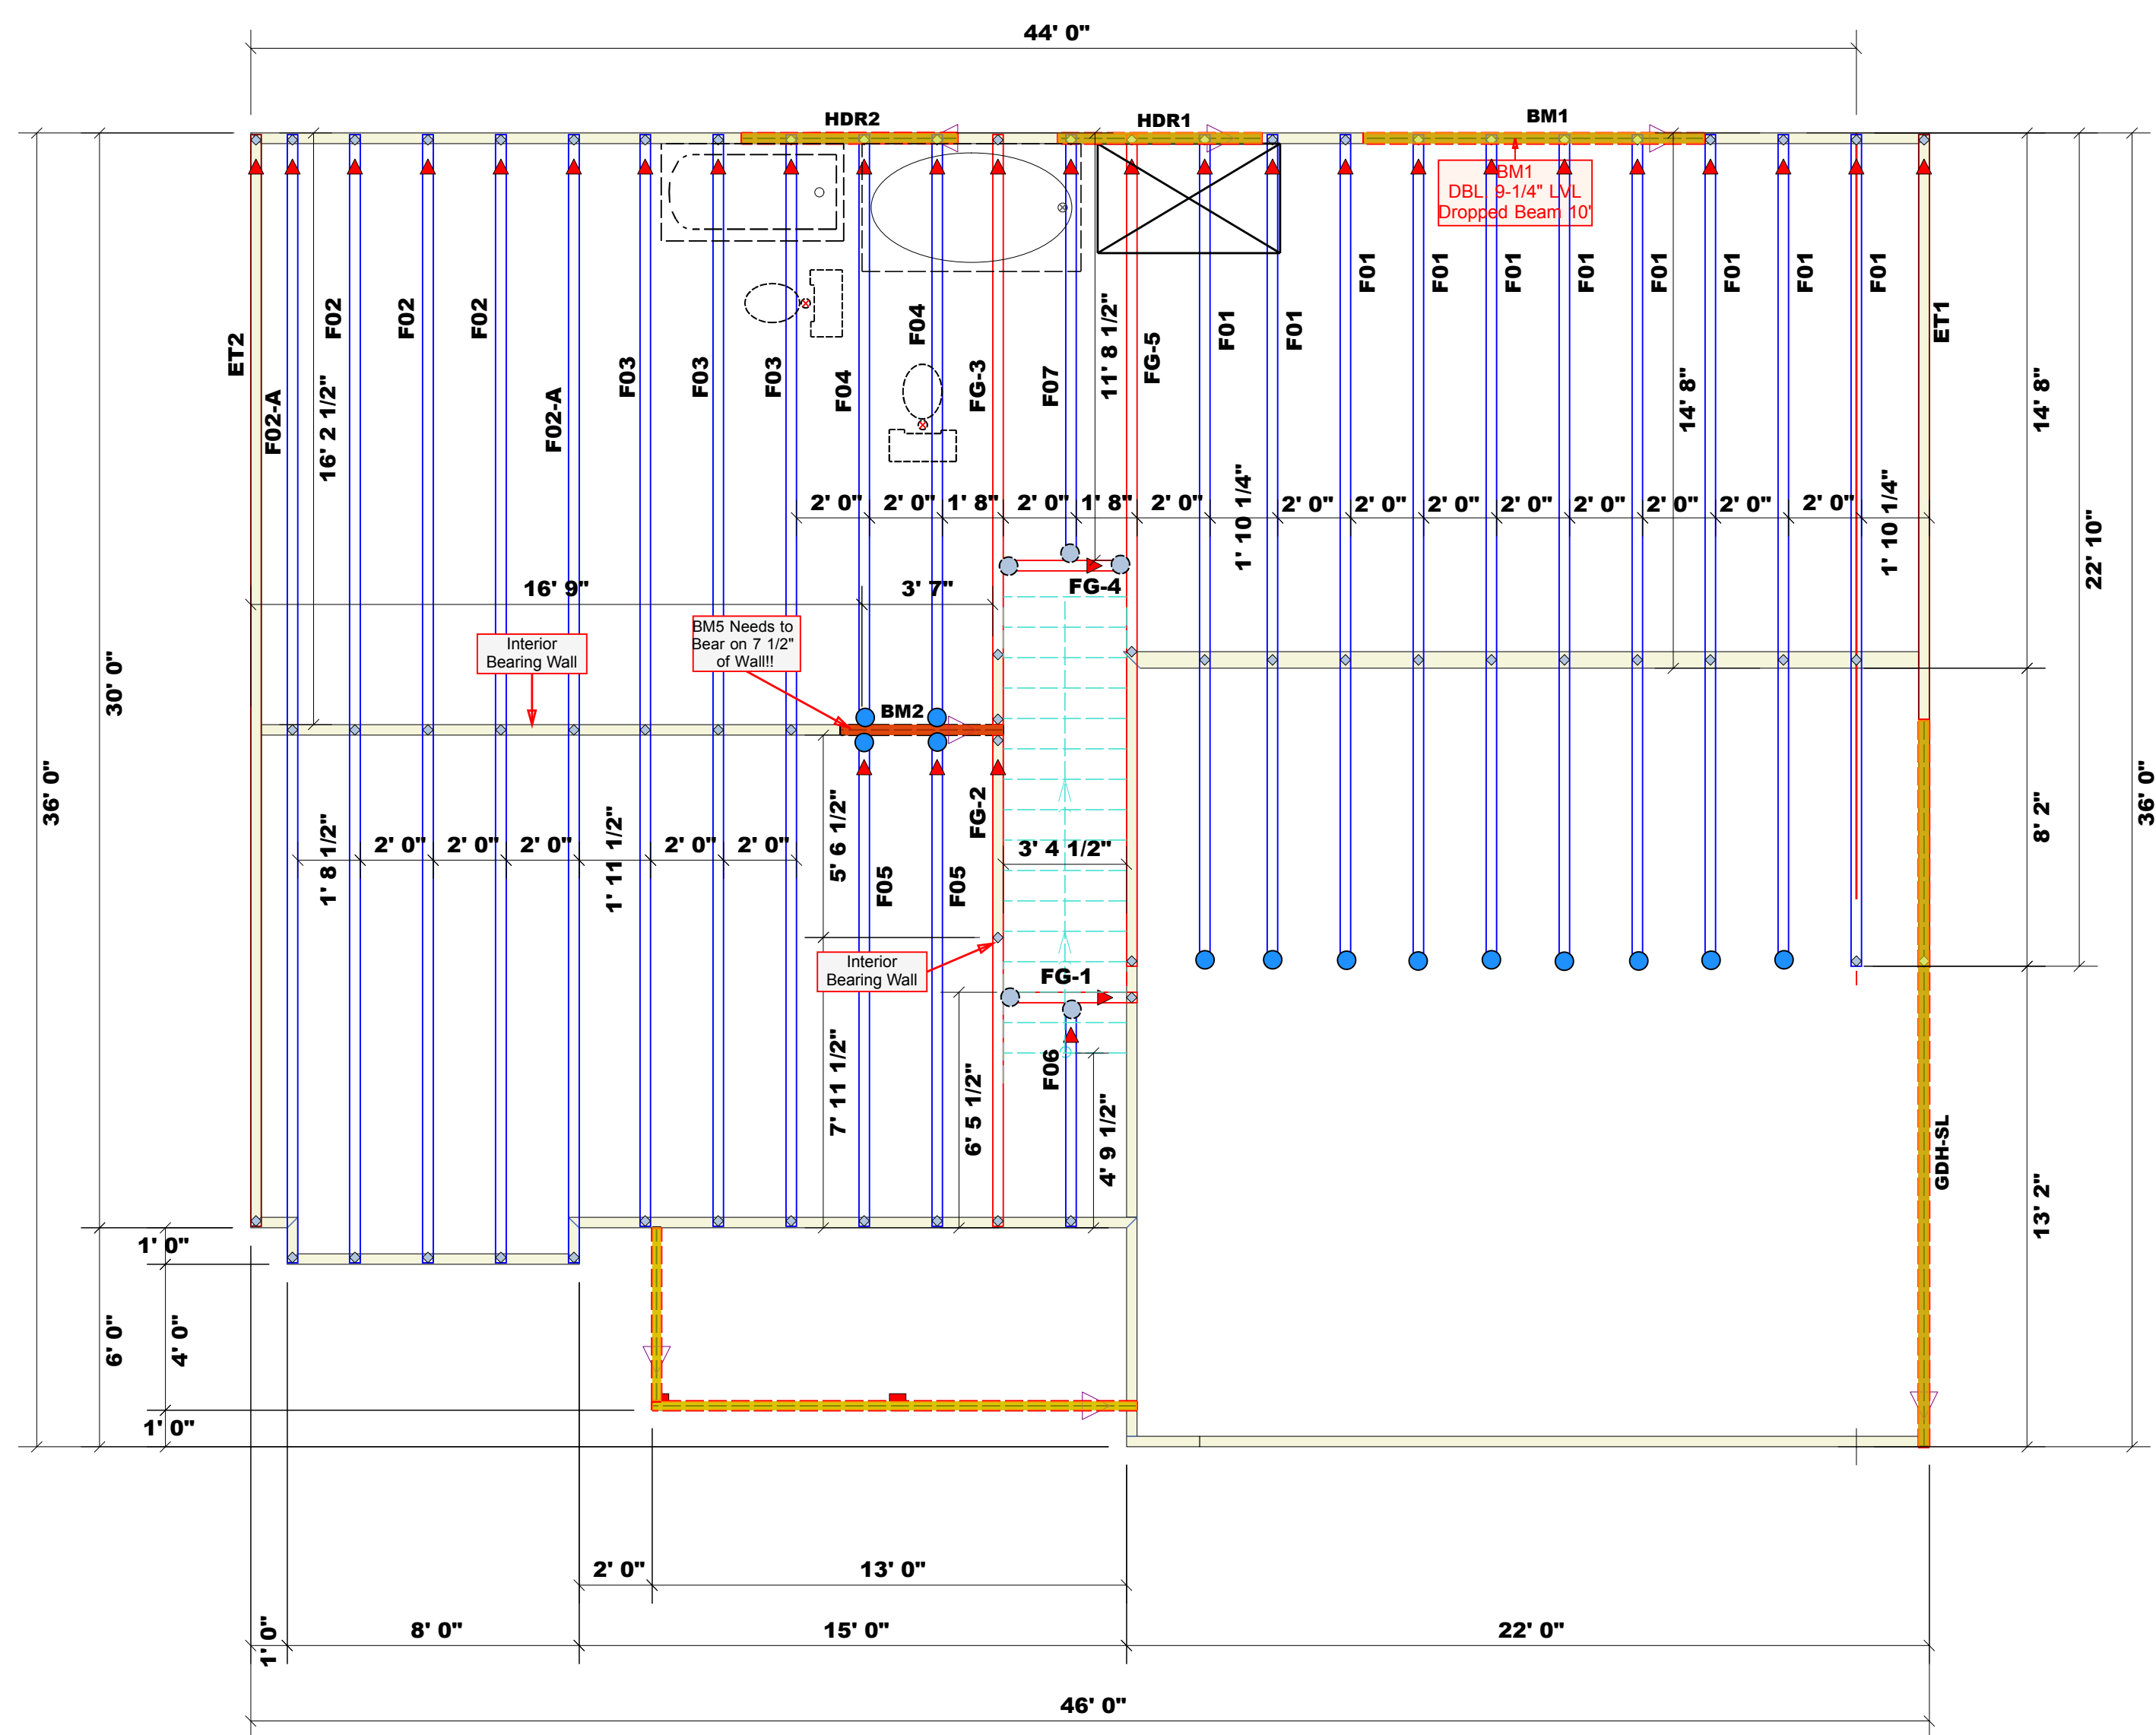 44' 0"
HDR2
HDR1
BM1
BM1
DBL. 9-1/4" LVL
Dropped Beam 10'
ET2
F02-A
F02
F02
F02
F02-A
F03
F03
F03
F04
F04
FG-3
F07
FG-5
F01
F01
F01
F01
F01
F01
F01
F01
F01
F01
ET1
16' 2 1/2"
11' 8 1/2"
14' 8"
14' 8"
22' 10"
2' 0"
2' 0"
1' 8"
2' 0"
1' 8"
2' 0"
1' 10 1/4"
2' 0"
2' 0"
2' 0"
2' 0"
2' 0"
2' 0"
2' 0"
1' 10 1/4"
30' 0"
36' 0"
16' 9"
3' 7"
FG-4
Interior
Bearing Wall
BM5 Needs to
Bear on 7 1/2"
of Wall!!
BM2
FG-2
1' 8 1/2"
2' 0"
2' 0"
2' 0"
1' 11 1/2"
2' 0"
2' 0"
5' 6 1/2"
F05
F05
3' 4 1/2"
8' 2"
36' 0"
Interior
Bearing Wall
FG-1
7' 11 1/2"
6' 5 1/2"
F06
4' 9 1/2"
GDH-SL
13' 2"
1' 0"
6' 0"
4' 0"
1' 0"
2' 0"
13' 0"
1' 0"
8' 0"
15' 0"
22' 0"
46' 0"